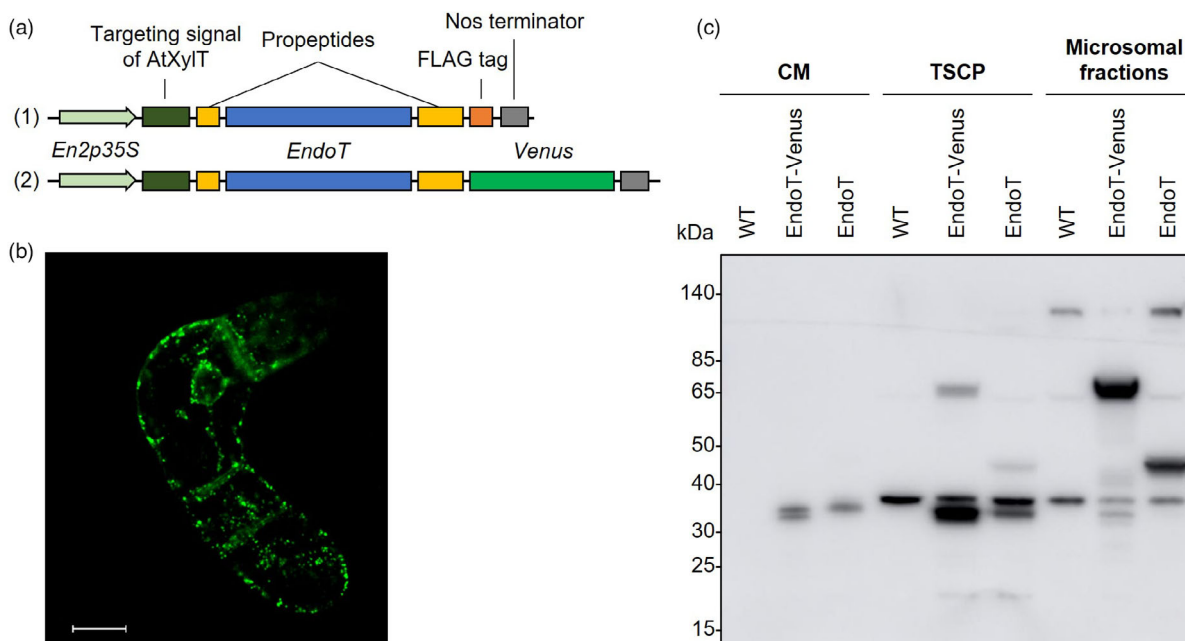 (a)
Targeting signal
of AtXylT
Propeptides
Nos terminator
FLAG tag
(1)
En2p35S
EndoT
Venus
(2)
(b)
(c)
CM
TSCP
Microsomal
fractions
kDa
WT
EndoT-Venus
EndoT
WT
EndoT-Venus
EndoT
WT
EndoT-Venus
EndoT
140
85
65
50
40
30
25
15